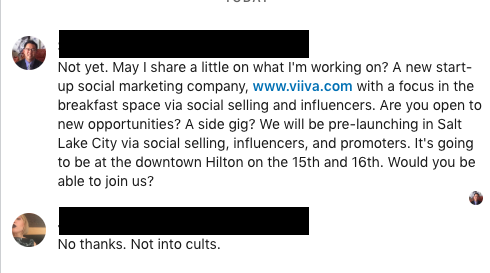 TODAY
Not yet. May I share a little on what I'm working on? A new start-
up social marketing company, www.viiva.com with a focus in the
breakfast space via social selling and influencers. Are you open to
new opportunities? A side gig? We will be pre-launching in Salt
Lake City via social selling, influencers, and promoters. It's going
to be at the downtown Hilton on the 15th and 16th. Would you be
able to join us?
No thanks. Not into cults.